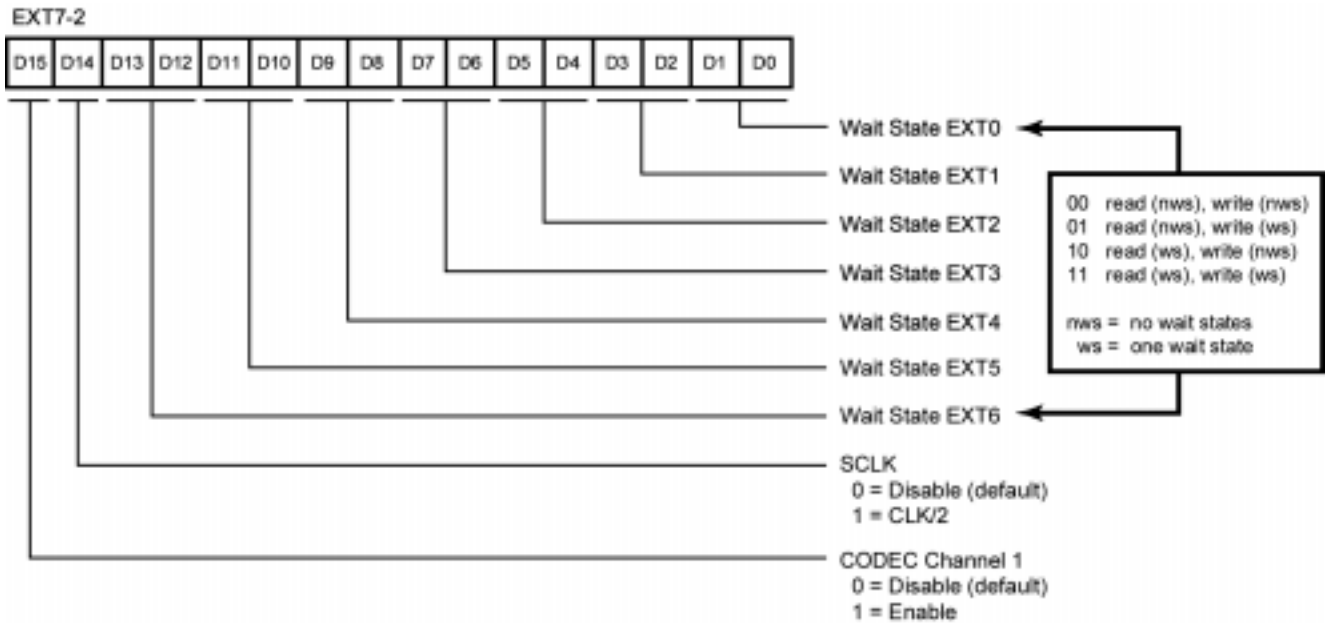 EXT7-2
D15 D14 D13 D12 D11 D10 D9 D8 D7 D6 D5 D4 D3 D2 D1 D0
Wait State EXT0
Wait State EXT1
Wait State EXT2
Wait State EXT3
Wait State EXT4
Wait State EXT5
Wait State EXT6
00 read (nws), write (nws)
01 read (nws), write (ws)
10 read (ws), write (nws)
11 read (ws), write (ws)
nws = no wait states
ws = one wait state
SCLK
0 = Disable (default)
1 = CLK/2
CODEC Channel 1
0 = Disable (default)
1 = Enable